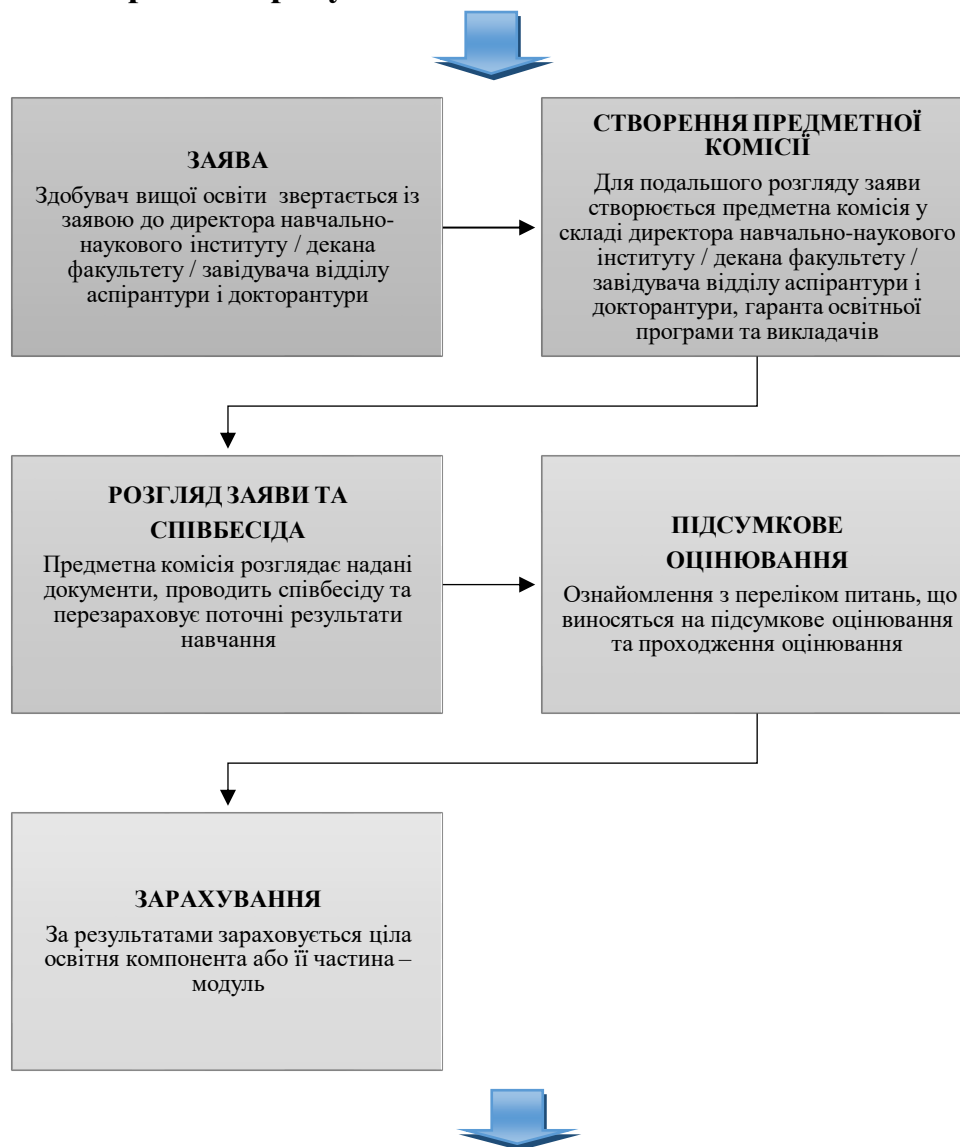 ЗАЯВА
Здобувач вищої освіти звертається із
заявою до директора навчально-
наукового інституту / декана
факультету / завідувача відділу
аспірантури і докторантури
СТВОРЕННЯ ПРЕДМЕТНОЇ
КОМІСІЇ
Для подальшого розгляду заяви
створюється предметна комісія у
складі директора навчально-наукового
інституту / декана факультету /
завідувача відділу аспірантури і
докторантури, гаранта освітньої
програми та викладачів
РОЗГЛЯД ЗАЯВИ ТА
СПІВБЕСІДА
Предметна комісія розглядає надані
документи, проводить співбесіду та
перезараховує поточні результати
навчання
ПІДСУМКОВЕ
ОЦІНЮВАННЯ
Ознайомлення з переліком питань, що
виносяться на підсумкове оцінювання
та проходження оцінювання
ЗАРАХУВАННЯ
За результатами зараховується ціла
освітня компонента або її частина –
модуль